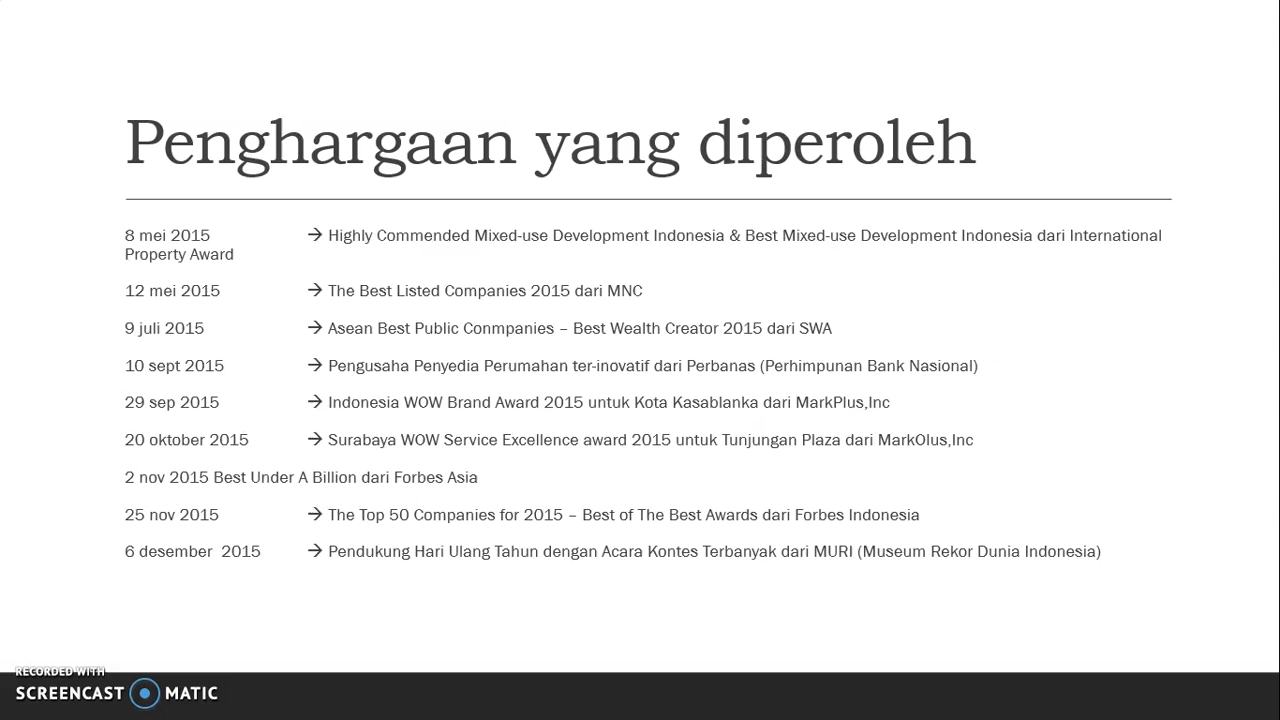 Penghargaan yang diperoleh
8 mei 2015 → Highly Commended Mixed-use Development Indonesia & Best Mixed-use Development Indonesia dari International
Property Award
12 mei 2015 → The Best Listed Companies 2015 dari MNC
9 juli 2015 → Asean Best Public Conmpanies – Best Wealth Creator 2015 dari SWA
10 sept 2015 → Pengusaha Penyedia Perumahan ter-inovatif dari Perbanas (Perhimpunan Bank Nasional)
29 sep 2015 → Indonesia WOW Brand Award 2015 untuk Kota Kasablanka dari MarkPlus,Inc
20 oktober 2015 → Surabaya WOW Service Excellence award 2015 untuk Tunjungan Plaza dari MarkOlus,Inc
2 nov 2015 Best Under A Billion dari Forbes Asia
25 nov 2015 → The Top 50 Companies for 2015 – Best of The Best Awards dari Forbes Indonesia
6 desember  2015 → Pendukung Hari Ulang Tahun dengan Acara Kontes Terbanyak dari MURI (Museum Rekor Dunia Indonesia)
RECORDED WITH
SCREENCAST MATIC